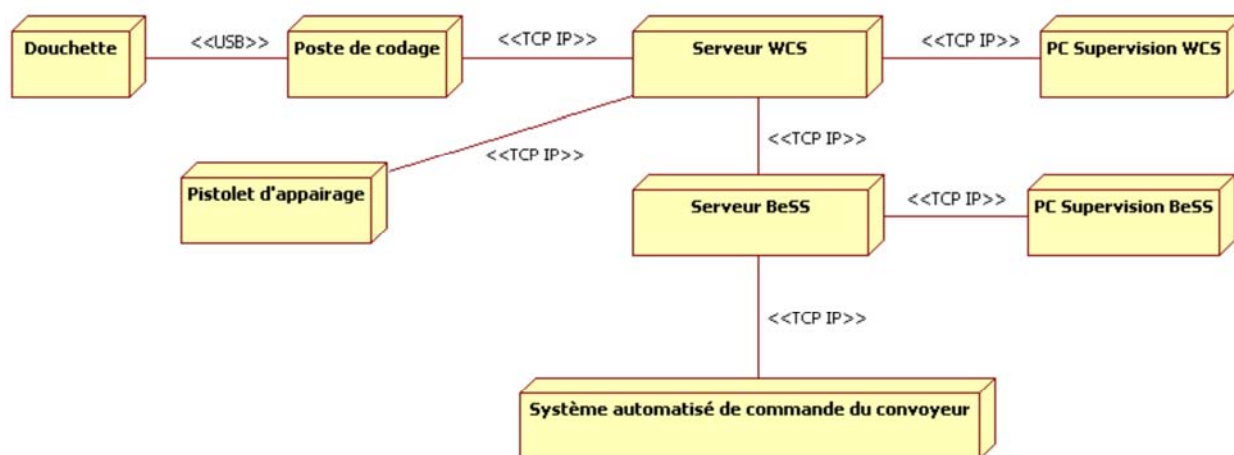 Douchette
<<USB>>
Poste de codage
<<TCP IP>>
Serveur WCS
<<TCP IP>>
PC Supervision WCS
<<TCP IP>>
<<TCP IP>>
Pistolet d'appairage
Serveur BeSS
<<TCP IP>>
PC Supervision BeSS
<<TCP IP>>
Système automatisé de commande du convoyeur